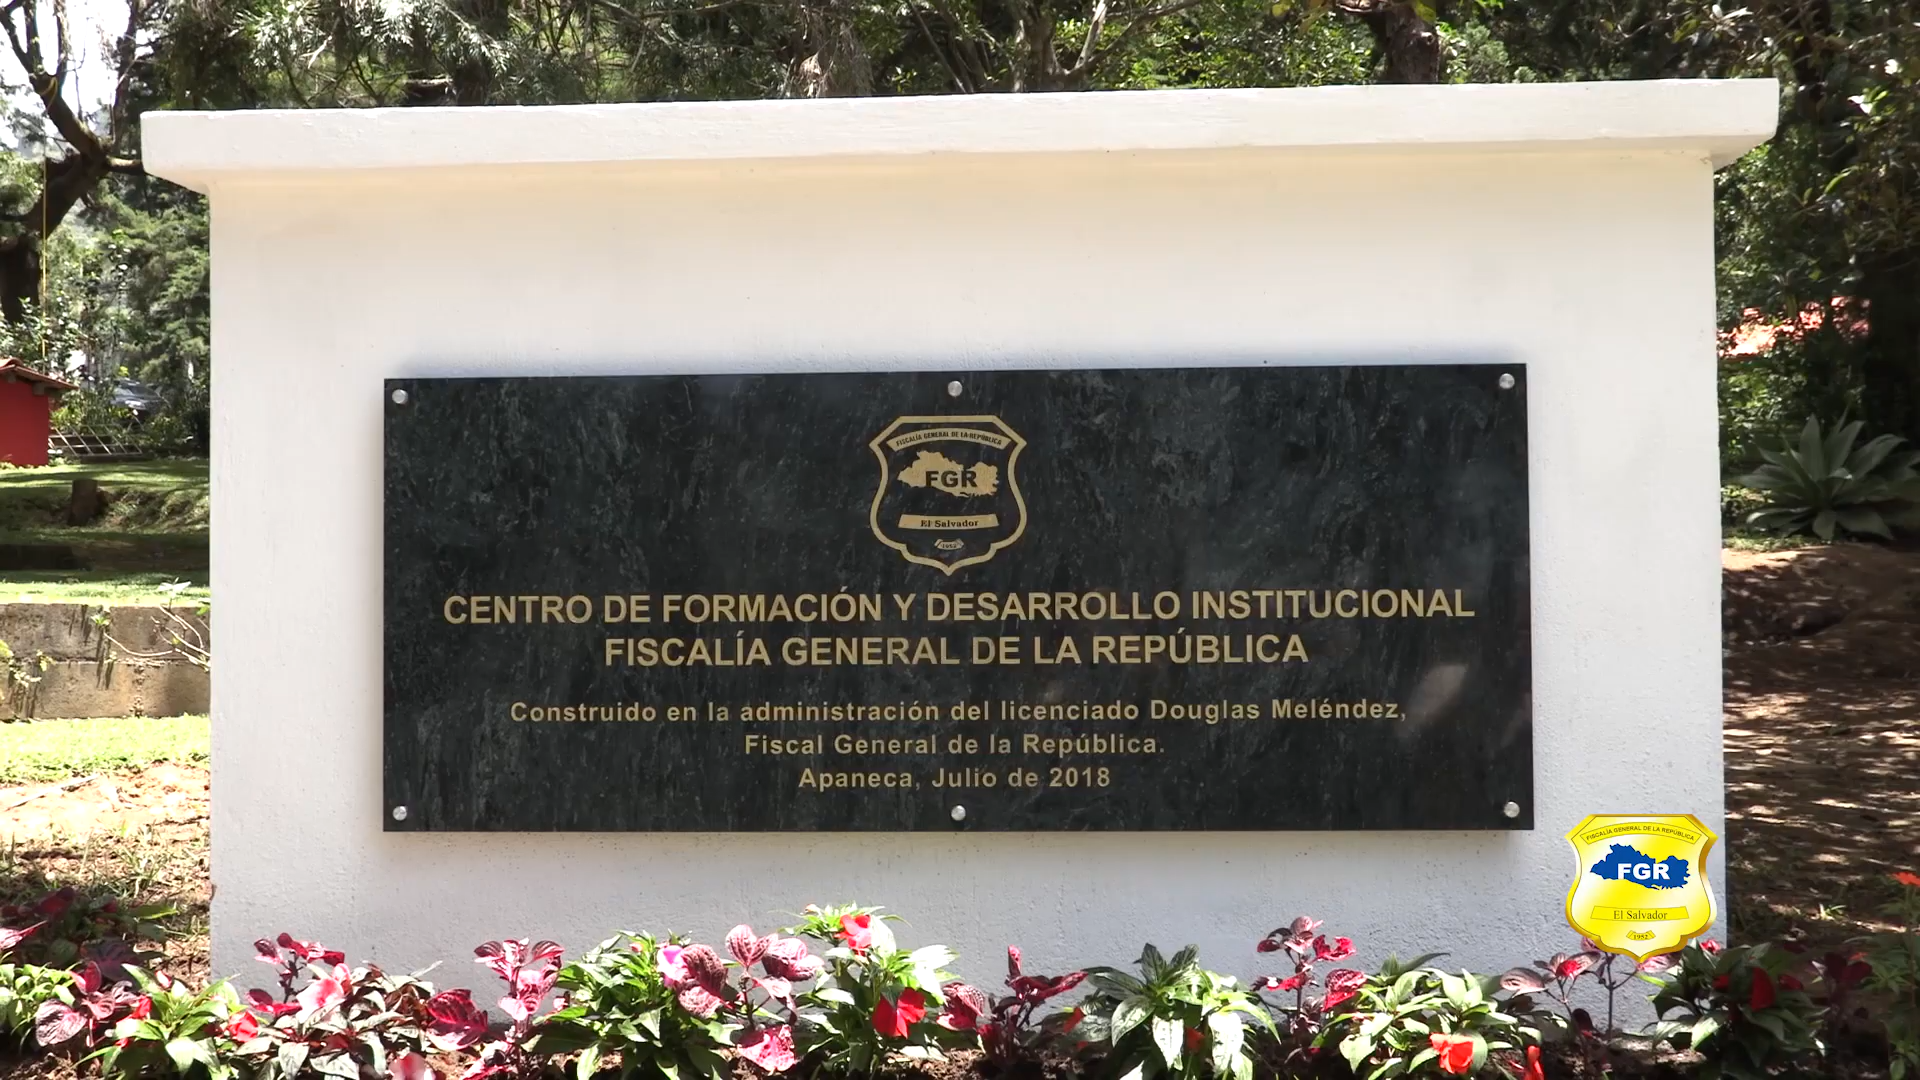 FISCALÍA GENERAL DE LA REPÚBLICA
FGR
El Salvador
1952
CENTRO DE FORMACIÓN Y DESARROLLO INSTITUCIONAL
FISCALÍA GENERAL DE LA REPÚBLICA
Construido en la administración del licenciado Douglas Meléndez,
Fiscal General de la República.
Apaneca, Julio de 2018
FISCALÍA GENERAL DE LA REPÚBLICA
FGR
El Salvador
1952